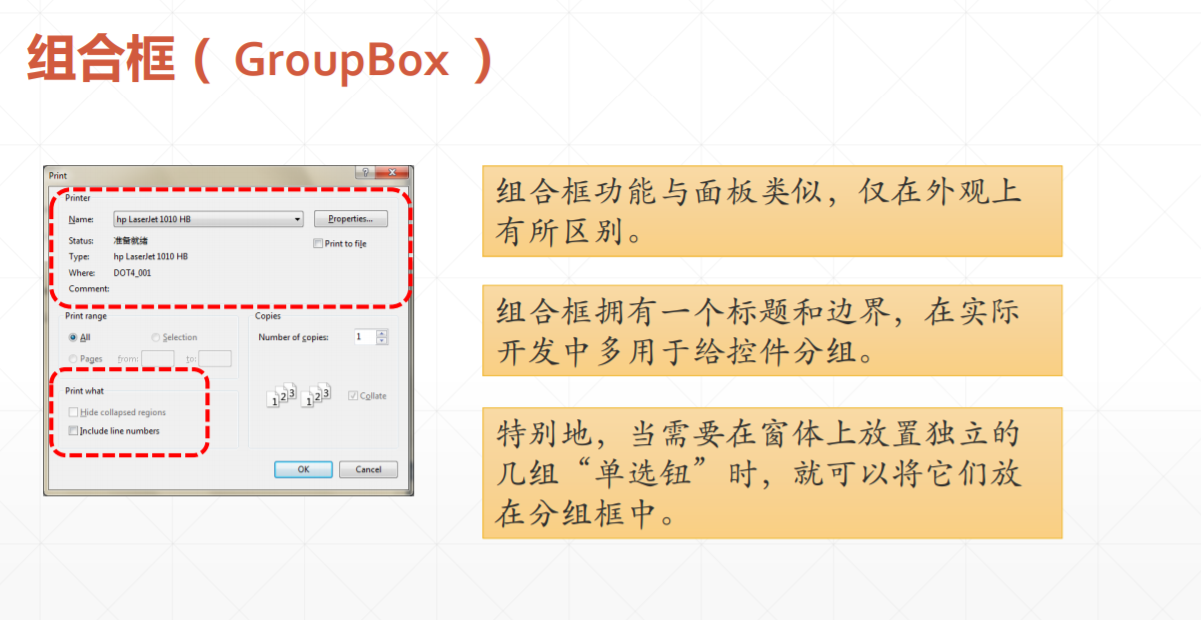 组合框（ GroupBox ）
Print
Printer
Name: hp LaserJet 1010 HB Properties...
Status: 准备就绪 Print to file
Type: hp LaserJet 1010 HB
Where: DOT4_001
Comment:
Print range
All Selection
Pages from: to:
Copies
Number of copies: 1
1 2 3 1 2 3 Collate
Print what
Hide collapsed regions
Include line numbers
OK Cancel
组合框功能与面板类似，仅在外观上
有所区别。
组合框拥有一个标题和边界，在实际
开发中多用于给控件分组。
特别地，当需要在窗体上放置独立的
几组“单选钮”时，就可以将它们放
在分组框中。